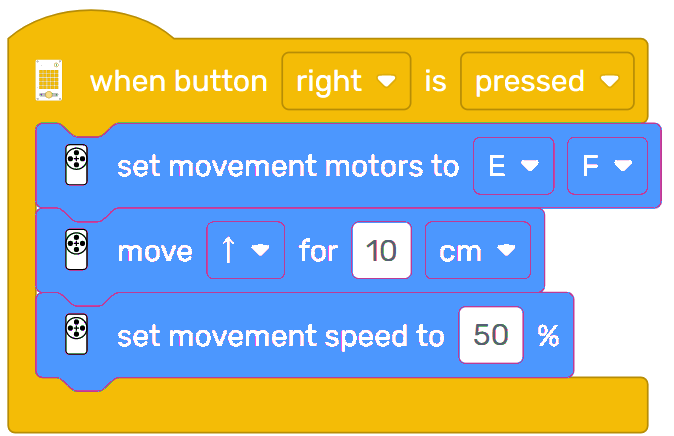 when button right is pressed
set movement motors to E F
move ↑ for 10 cm
set movement speed to 50 %